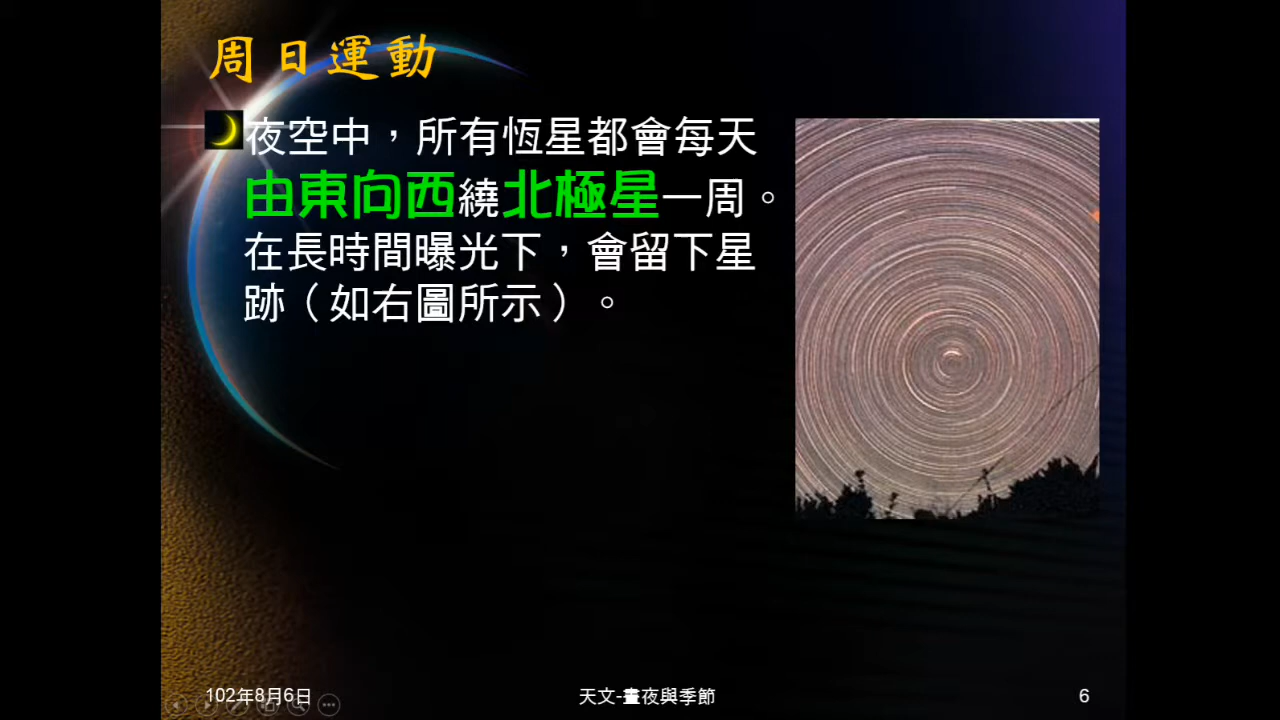 周日運動
夜空中，所有恆星都會每天
由東向西繞北極星一周。
在長時間曝光下，會留下星
跡（如右圖所示）。
102年8月6日
天文-晝夜與季節
6